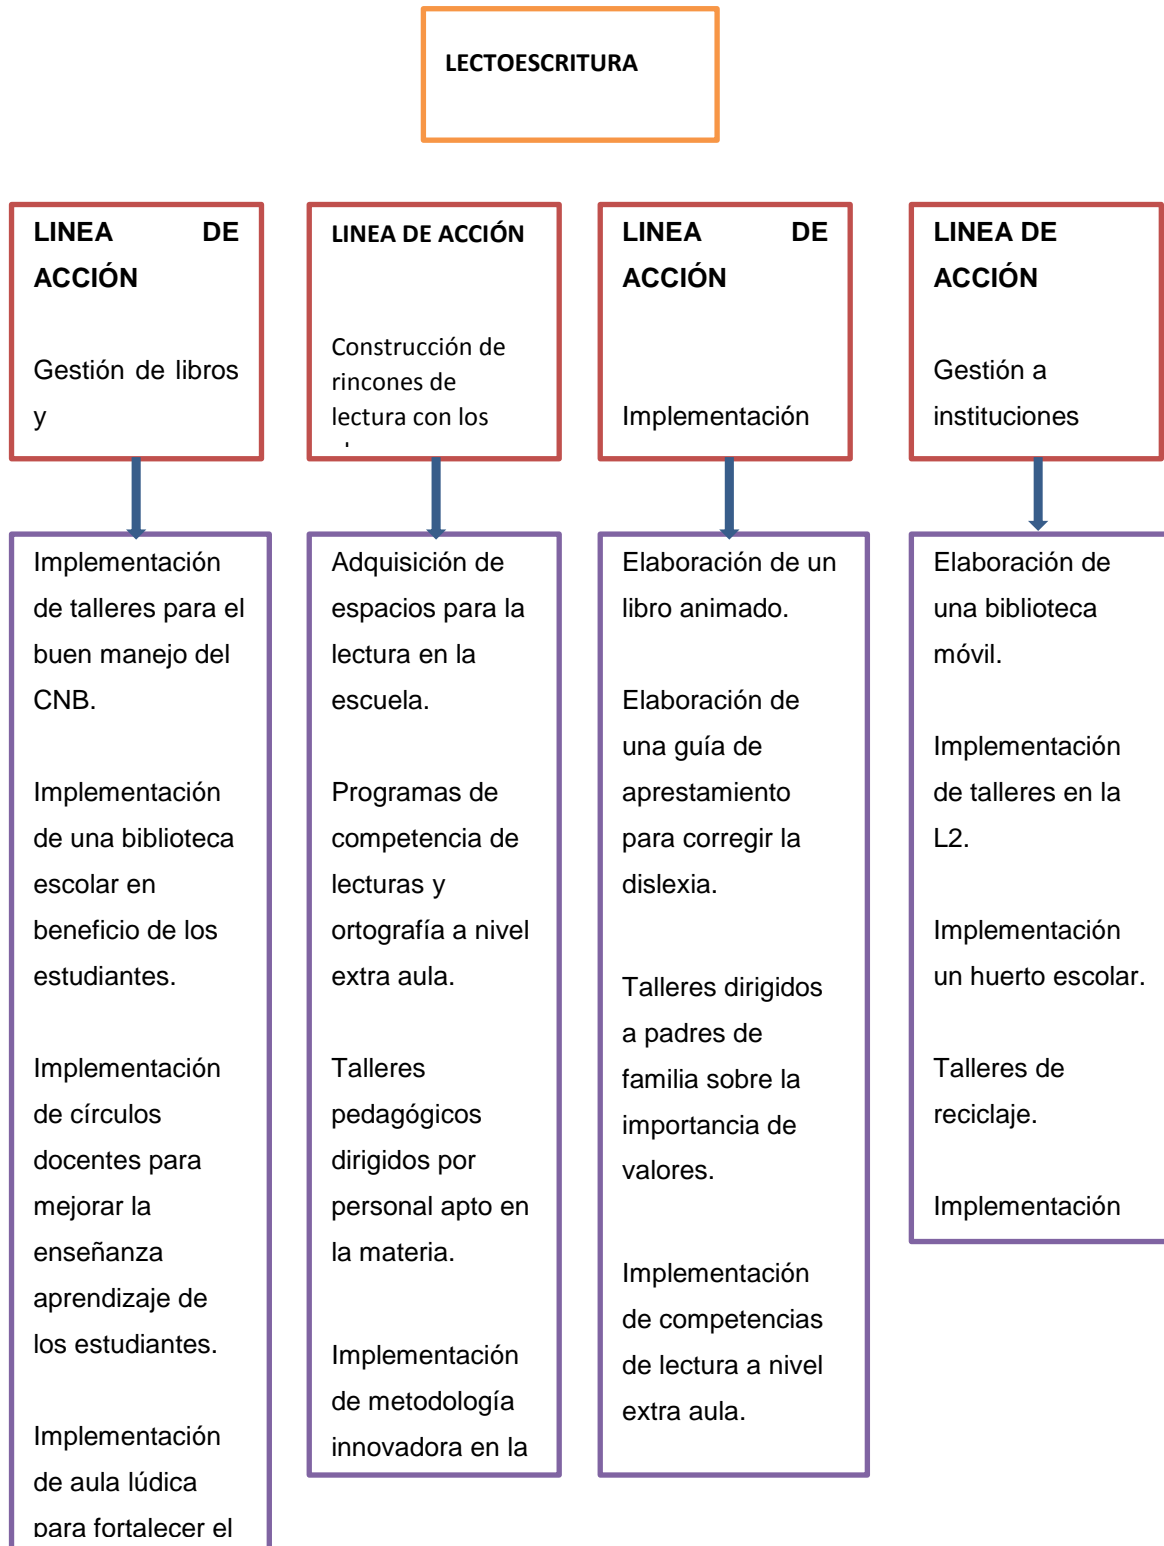 LECTOESCRITURA
LINEA DE
ACCIÓN
Gestión de libros
y
LINEA DE ACCIÓN
Construcción de
rincones de
lectura con los
LINEA DE
ACCIÓN
Implementación
LINEA DE
ACCIÓN
Gestión a
instituciones
Implementación
de talleres para el
buen manejo del
CNB.
Implementación
de una biblioteca
escolar en
beneficio de los
estudiantes.
Implementación
de círculos
docentes para
mejorar la
enseñanza
aprendizaje de
los estudiantes.
Implementación
de aula lúdica
para fortalecer el
Adquisición de
espacios para la
lectura en la
escuela.
Programas de
competencia de
lecturas y
ortografía a nivel
extra aula.
Talleres
pedagógicos
dirigidos por
personal apto en
la materia.
Implementación
de metodología
innovadora en la
Elaboración de un
libro animado.
Elaboración de
una guía de
aprestamiento
para corregir la
dislexia.
Talleres dirigidos
a padres de
familia sobre la
importancia de
valores.
Implementación
de competencias
de lectura a nivel
extra aula.
Elaboración de
una biblioteca
móvil.
Implementación
de talleres en la
L2.
Implementación
un huerto escolar.
Talleres de
reciclaje.
Implementación